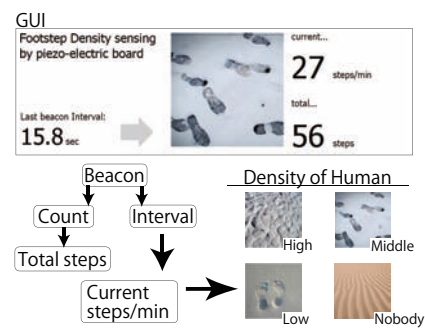 GUI
Footstep Density sensing
by piezo-electric board
current...
27 steps/min
total...
Last beacon Interval:
15.8 sec
56 steps
Beacon
Count
Interval
Total steps
Current
steps/min
Density of Human
High
Middle
Low
Nobody